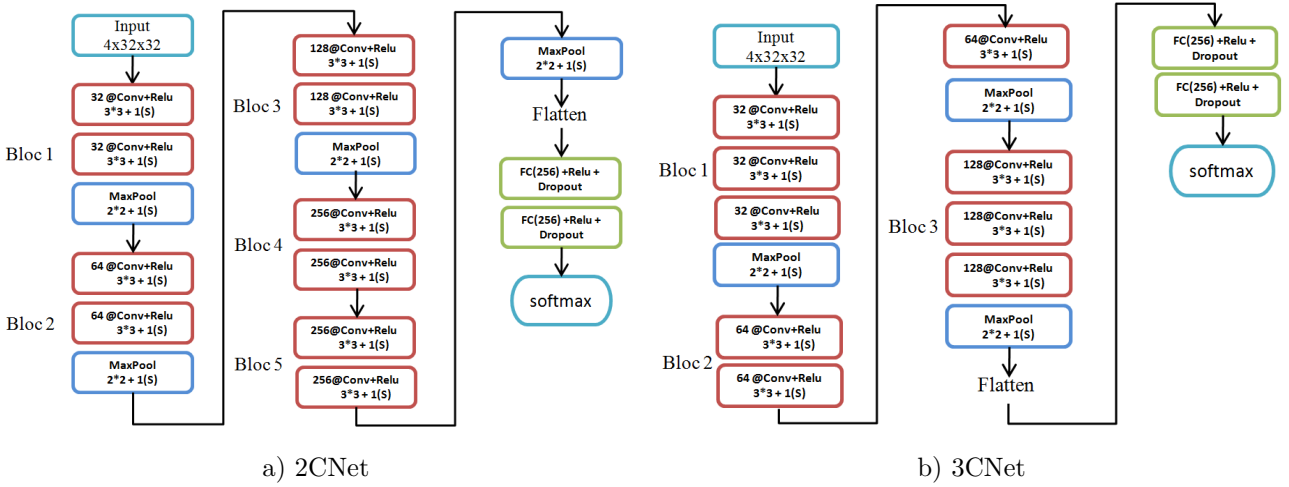 Input
4x32x32
32 @Conv+Relu
3*3 + 1(S)
Bloc 1
32 @Conv+Relu
3*3 + 1(S)
MaxPool
2*2 + 1(S)
64 @Conv+Relu
3*3 + 1(S)
Bloc 2
64 @Conv+Relu
3*3 + 1(S)
MaxPool
2*2 + 1(S)
128@Conv+Relu
3*3 + 1(S)
Bloc 3
128 @Conv+Relu
3*3 + 1(S)
MaxPool
2*2 + 1(S)
256@Conv+Relu
3*3 + 1(S)
Bloc 4
256@Conv+Relu
3*3 + 1(S)
256@Conv+Relu
3*3 + 1(S)
Bloc 5
256@Conv+Relu
3*3 + 1(S)
MaxPool
2*2 + 1(S)
Flatten
FC(256) +Relu +
Dropout
FC(256) +Relu +
Dropout
softmax
a) 2CNet
Input
4x32x32
32 @Conv+Relu
3*3 + 1(S)
Bloc 1
32 @Conv+Relu
3*3 + 1(S)
32 @Conv+Relu
3*3 + 1(S)
MaxPool
2*2 + 1(S)
64 @Conv+Relu
3*3 + 1(S)
Bloc 2
64 @Conv+Relu
3*3 + 1(S)
64@Conv+Relu
3*3 + 1(S)
MaxPool
2*2 + 1(S)
128@Conv+Relu
3*3 + 1(S)
Bloc 3
128@Conv+Relu
3*3 + 1(S)
128@Conv+Relu
3*3 + 1(S)
MaxPool
2*2 + 1(S)
Flatten
FC(256) +Relu +
Dropout
FC(256) +Relu +
Dropout
softmax
b) 3CNet